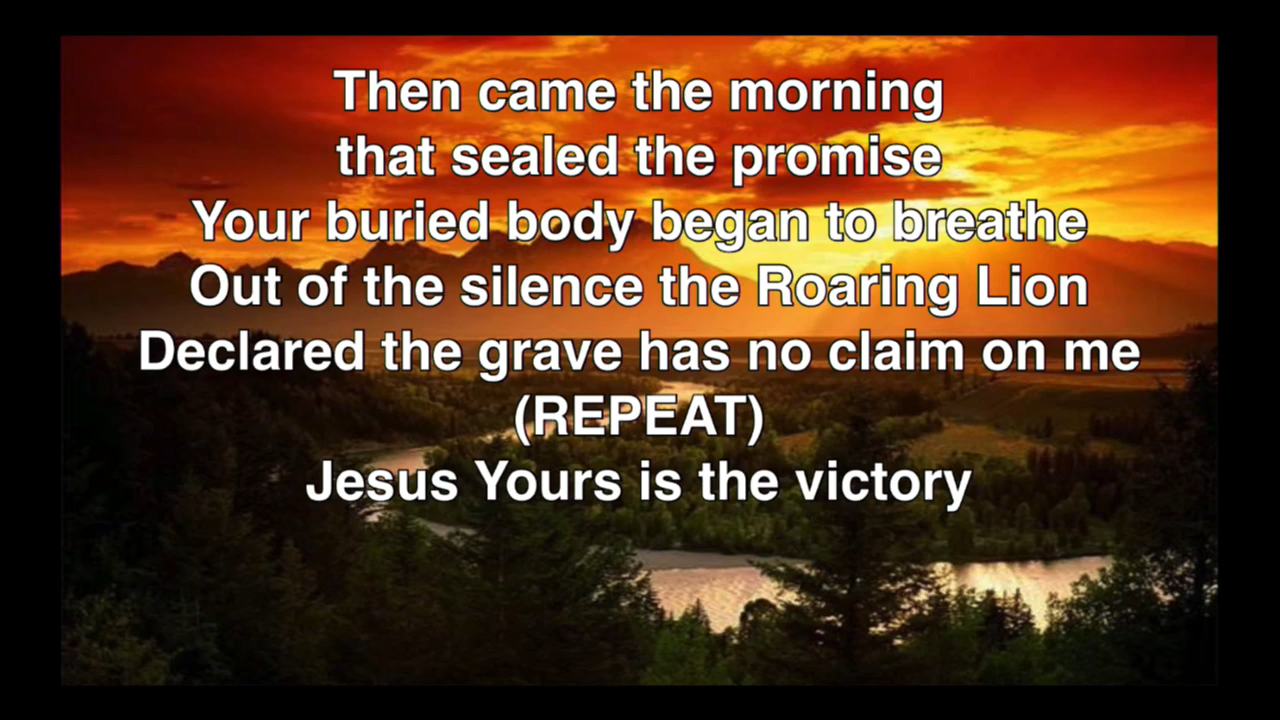 Then came the morning
that sealed the promise
Your buried body began to breathe
Out of the silence the Roaring Lion
Declared the grave has no claim on me
(REPEAT)
Jesus Yours is the victory